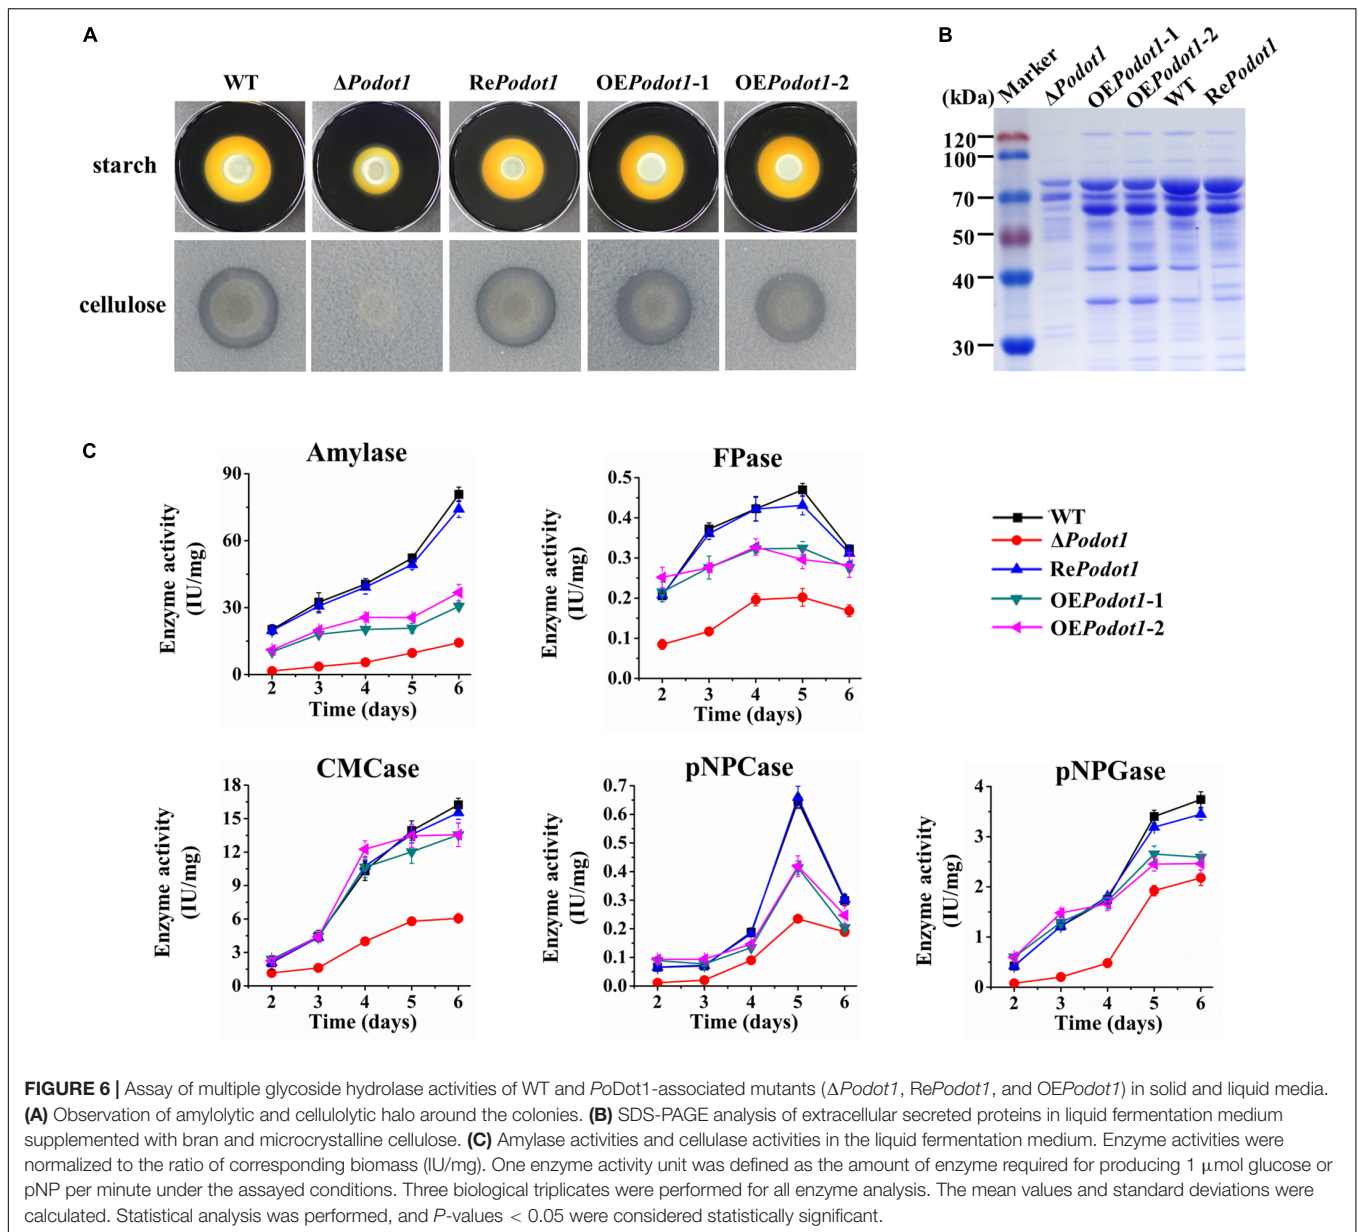 A
WT
ΔPodot1
RePodot1
OEPodot1-1
OEPodot1-2
starch
cellulose
B
(kDa)
Marker
ΔPodot1
OEPodot1-1
OEPodot1-2
WT
RePodot1
120
100
70
50
40
30
C
Amylase
Enzyme activity
(IU/mg)
90
60
30
0
2 3 4 5 6
Time (days)
FPase
Enzyme activity
(IU/mg)
0.5
0.4
0.3
0.2
0.1
0.0
2 3 4 5 6
Time (days)
WT
ΔPodot1
RePodot1
OEPodot1-1
OEPodot1-2
CMCase
Enzyme activity
(IU/mg)
18
15
12
9
6
3
0
2 3 4 5 6
Time (days)
pNPCase
Enzyme activity
(IU/mg)
0.7
0.6
0.5
0.4
0.3
0.2
0.1
0.0
2 3 4 5 6
Time (days)
pNPGase
Enzyme activity
(IU/mg)
4
3
2
1
0
2 3 4 5 6
Time (days)
FIGURE 6 | Assay of multiple glycoside hydrolase activities of WT and PoDot1-associated mutants (ΔPodot1, RePodot1, and OEPodot1) in solid and liquid media.
(A) Observation of amylolytic and cellulolytic halo around the colonies. (B) SDS-PAGE analysis of extracellular secreted proteins in liquid fermentation medium
supplemented with bran and microcrystalline cellulose. (C) Amylase activities and cellulase activities in the liquid fermentation medium. Enzyme activities were
normalized to the ratio of corresponding biomass (IU/mg). One enzyme activity unit was defined as the amount of enzyme required for producing 1 μmol glucose or
pNP per minute under the assayed conditions. Three biological triplicates were performed for all enzyme analysis. The mean values and standard deviations were
calculated. Statistical analysis was performed, and P-values < 0.05 were considered statistically significant.